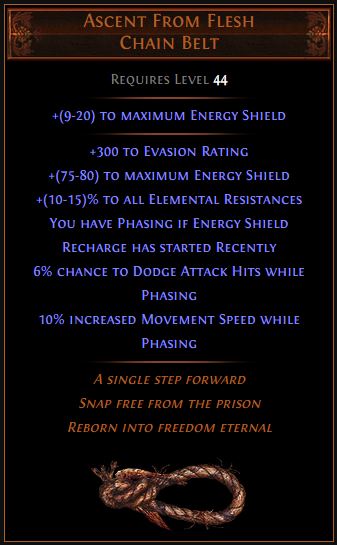 Ascent From Flesh
Chain Belt
Requires Level 44
+(9-20) to maximum Energy Shield
+300 to Evasion Rating
+(75-80) to maximum Energy Shield
+(10-15)% to all Elemental Resistances
You have Phasing if Energy Shield
Recharge has started Recently
6% chance to Dodge Attack Hits while
Phasing
10% increased Movement Speed while
Phasing
A single step forward
Snap free from the prison
Reborn into freedom eternal